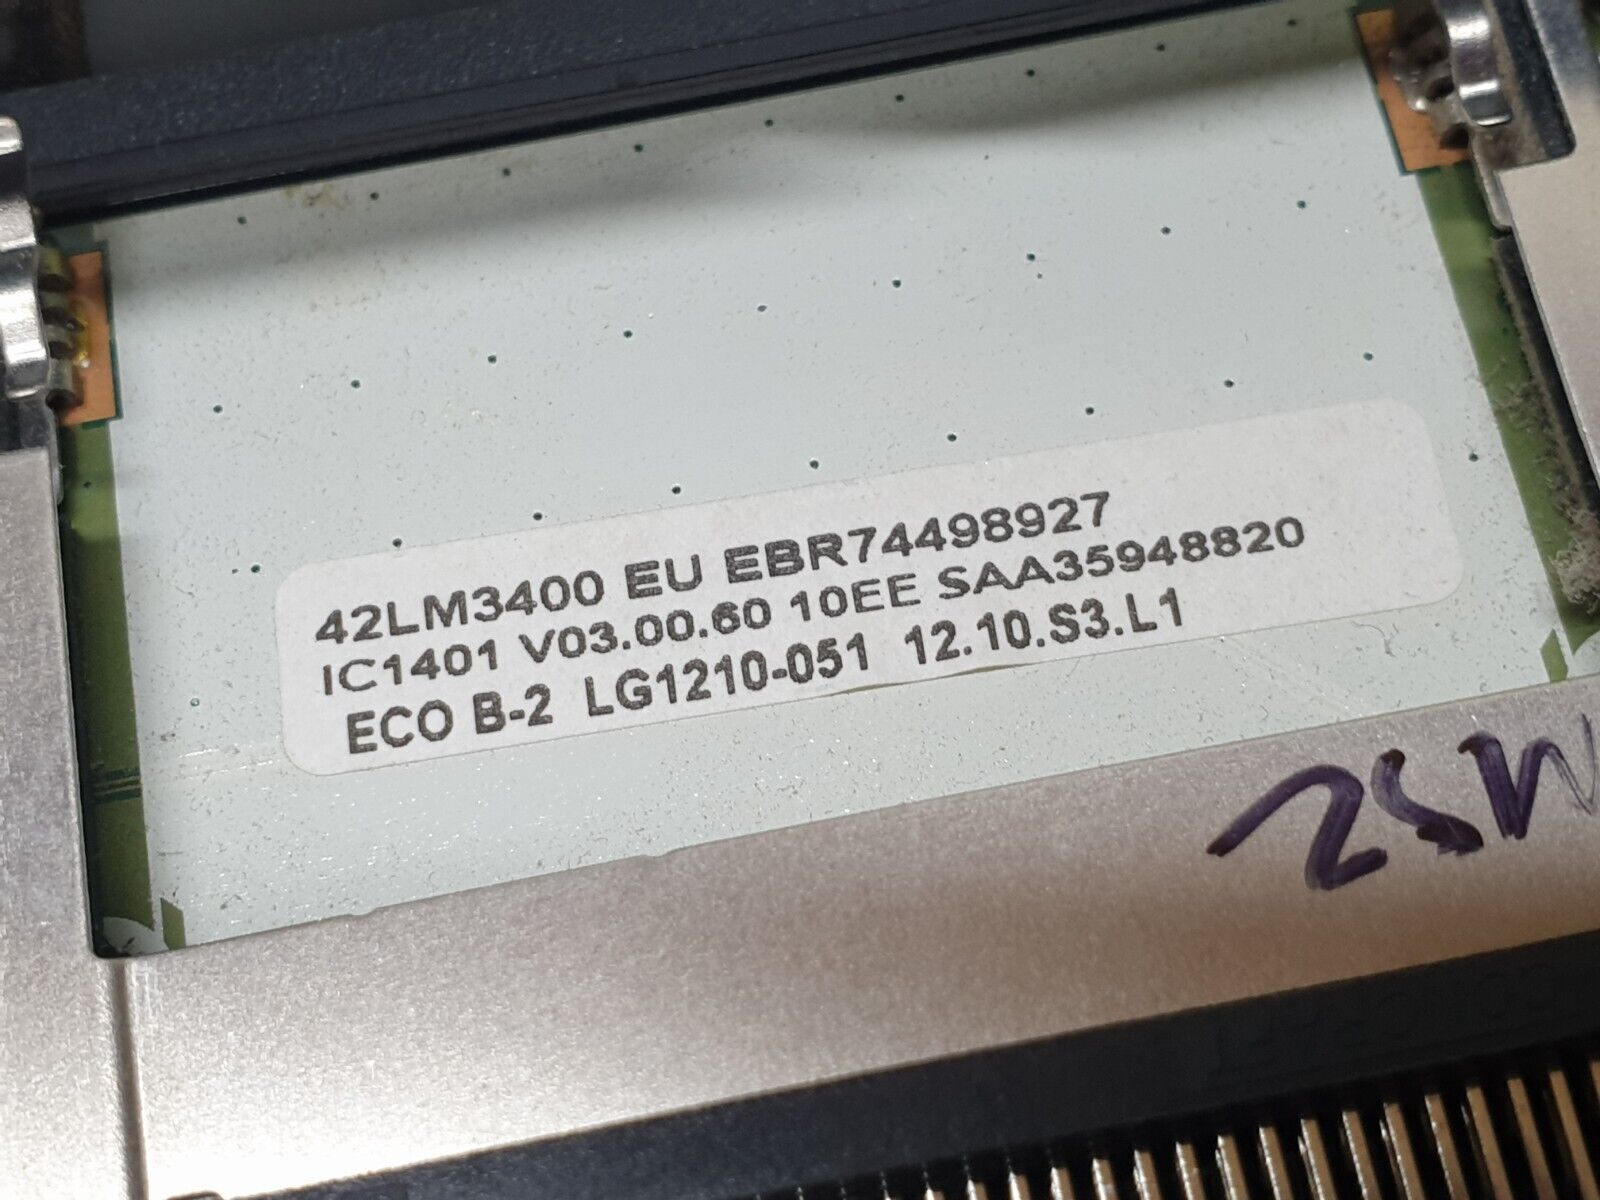 42LM3400 EU EBR74498927
IC1401 V03.00.60 10EE SAA35948820
ECO B-2 LG1210-051 12.10.S3.L1